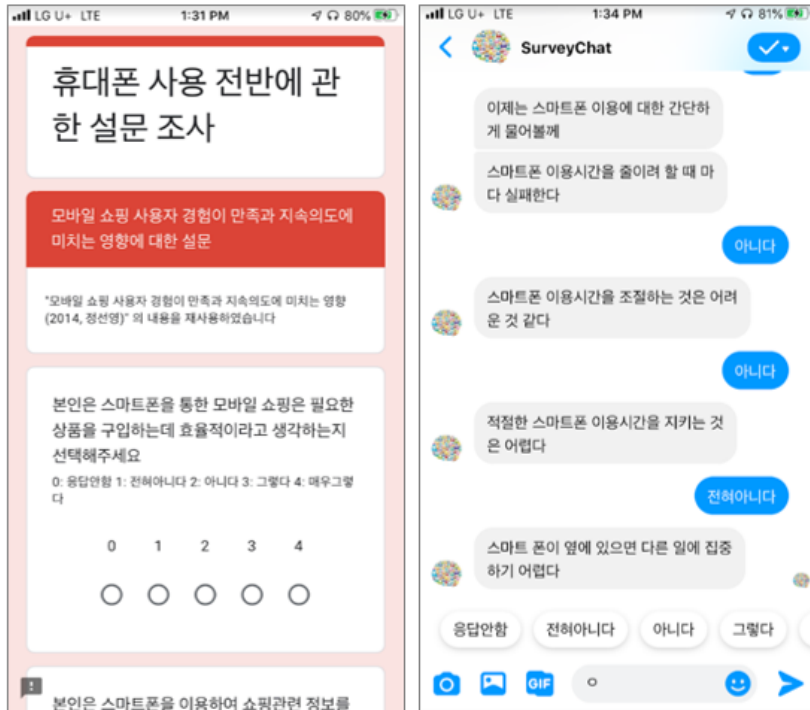 LG U+ LTE 1:31 PM 80%
휴대폰 사용 전반에 관
한 설문 조사
모바일 쇼핑 사용자 경험이 만족과 지속의도에
미치는 영향에 대한 설문
"모바일 쇼핑 사용자 경험이 만족과 지속의도에 미치는 영향
(2014, 정선영)" 의 내용을 재사용하였습니다
본인은 스마트폰을 통한 모바일 쇼핑은 필요한
상품을 구입하는데 효율적이라고 생각하는지
선택해주세요
0: 응답안함 1: 전혀아니다 2: 아니다 3: 그렇다 4: 매우그렇
다
0 1 2 3 4
본인은 스마트폰을 이용하여 쇼핑관련 정보를
LG U+ LTE 1:34 PM 81%
SurveyChat
이제는 스마트폰 이용에 대한 간단하
게 물어볼께
스마트폰 이용시간을 줄이려 할 때 마
다 실패한다
아니다
스마트폰 이용시간을 조절하는 것은 어려
운 것 같다
아니다
적절한 스마트폰 이용시간을 지키는 것
은 어렵다
전혀아니다
스마트 폰이 옆에 있으면 다른 일에 집중
하기 어렵다
응답안함 전혀아니다 아니다 그렇다
GIF ㅇ